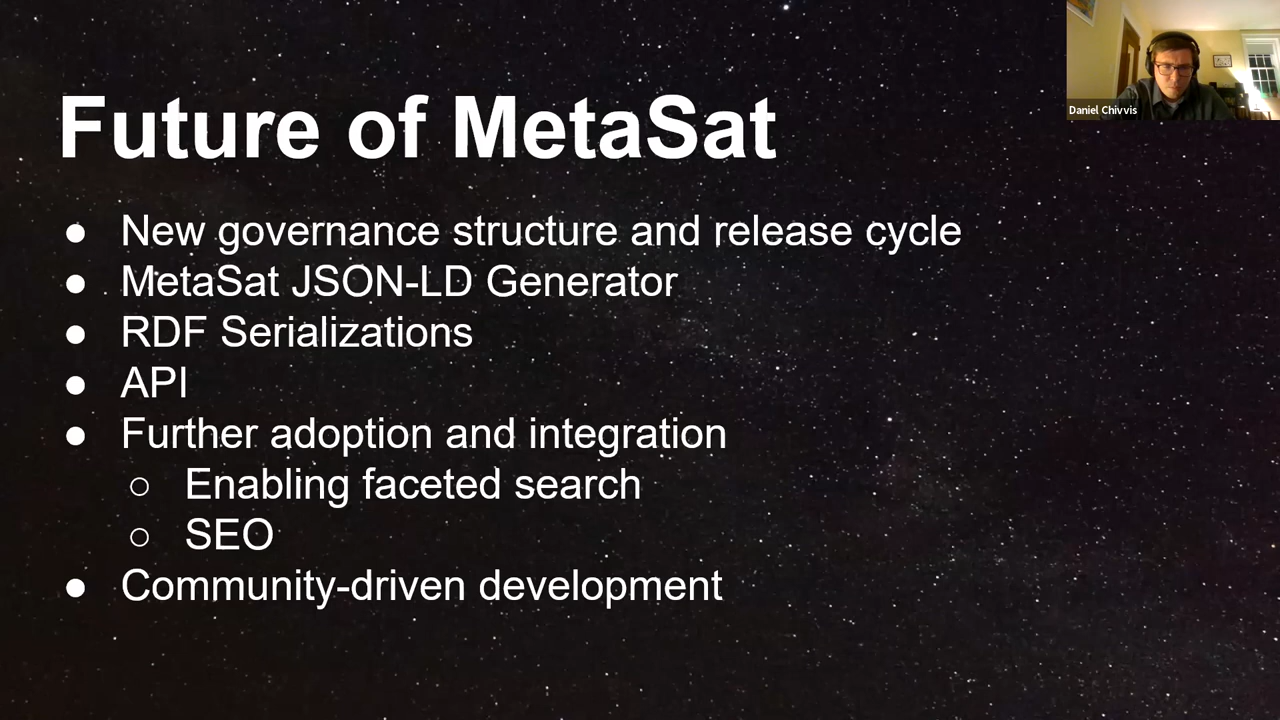 Future of MetaSat
● New governance structure and release cycle
● MetaSat JSON-LD Generator
● RDF Serializations
● API
● Further adoption and integration
○ Enabling faceted search
○ SEO
● Community-driven development
Daniel Chivvis